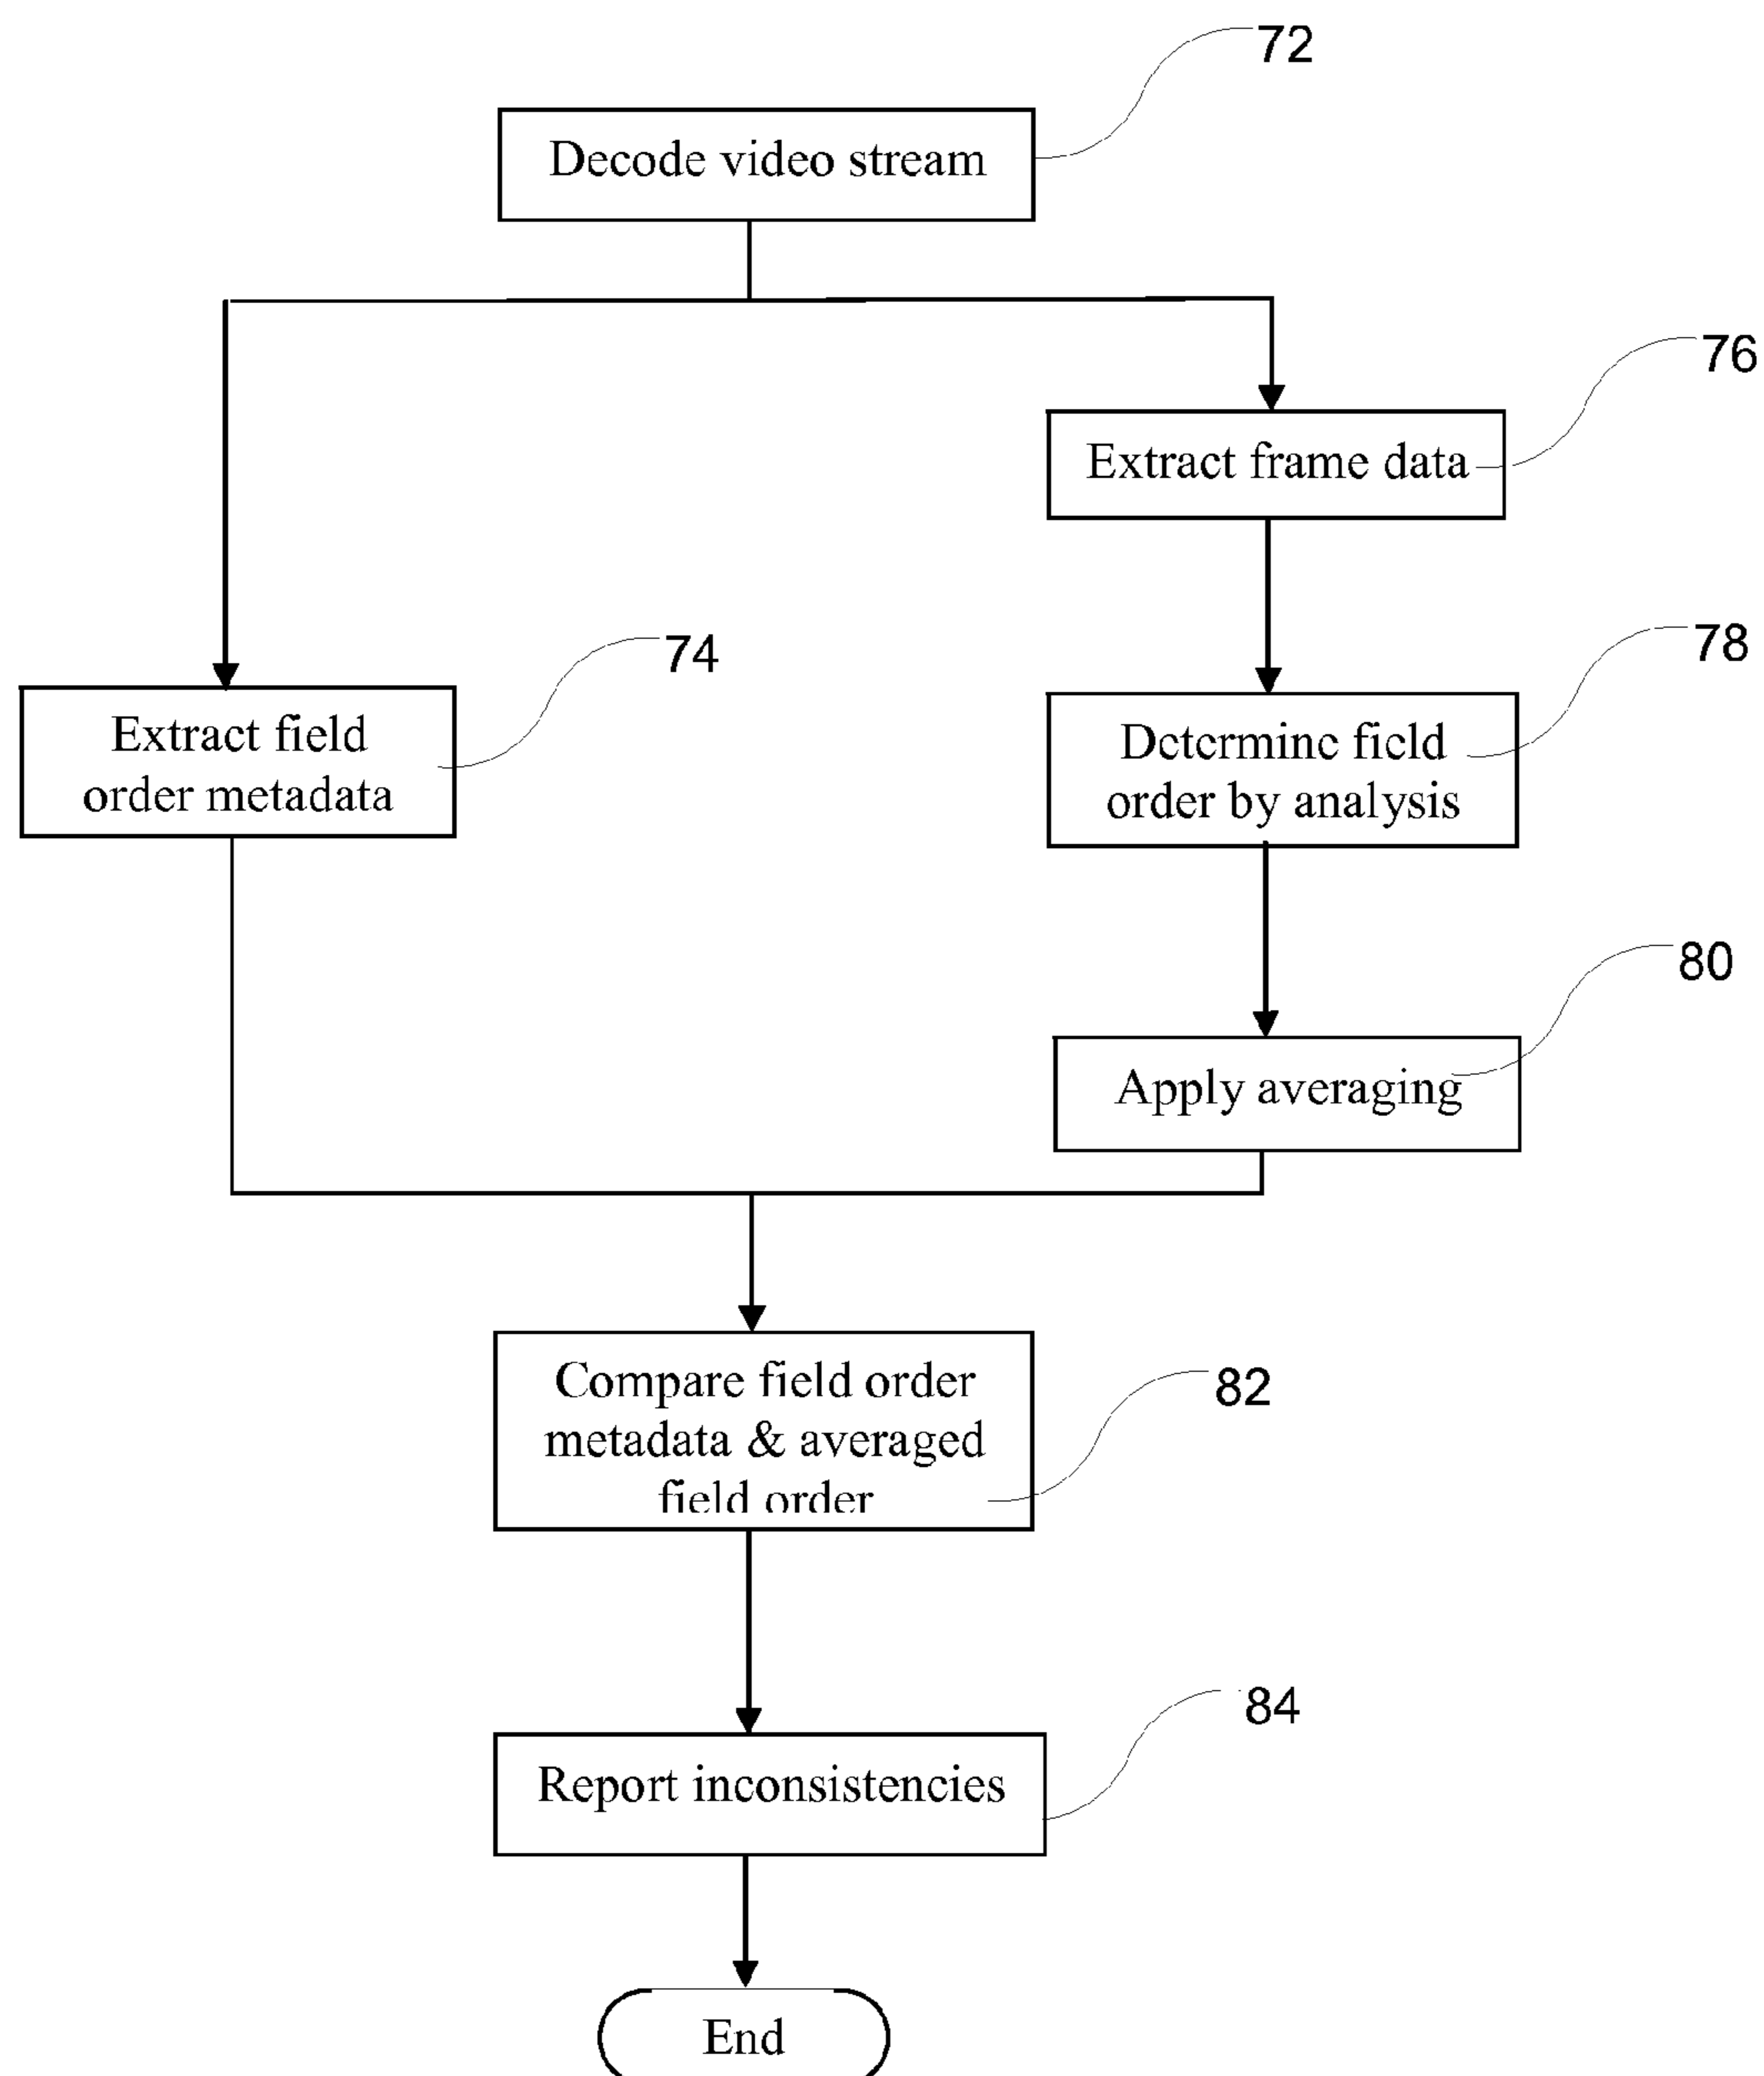 72
Decode video stream
76
Extract frame data
74
78
Extract field
order metadata
Determine field
order by analysis
80
Apply averaging
Compare field order
metadata & averaged
field order
82
84
Report inconsistencies
End